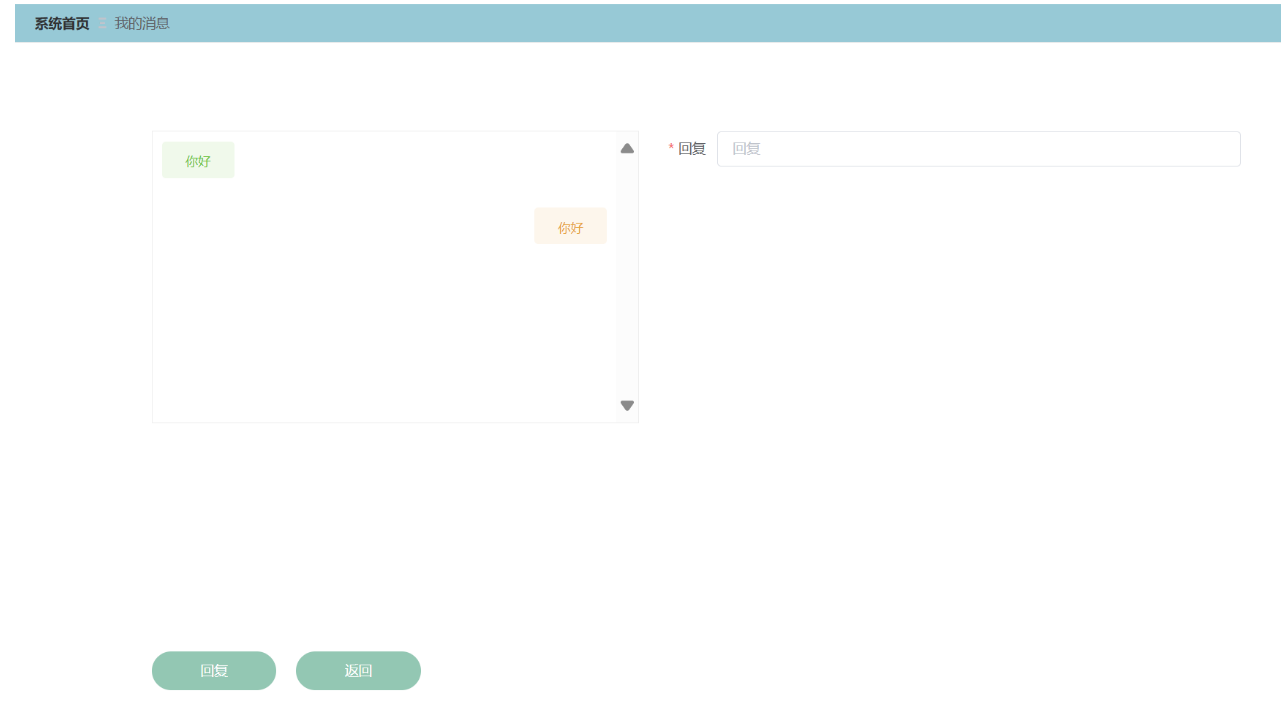 系统首页 我的消息
你好
* 回复 回复
你好
回复 返回